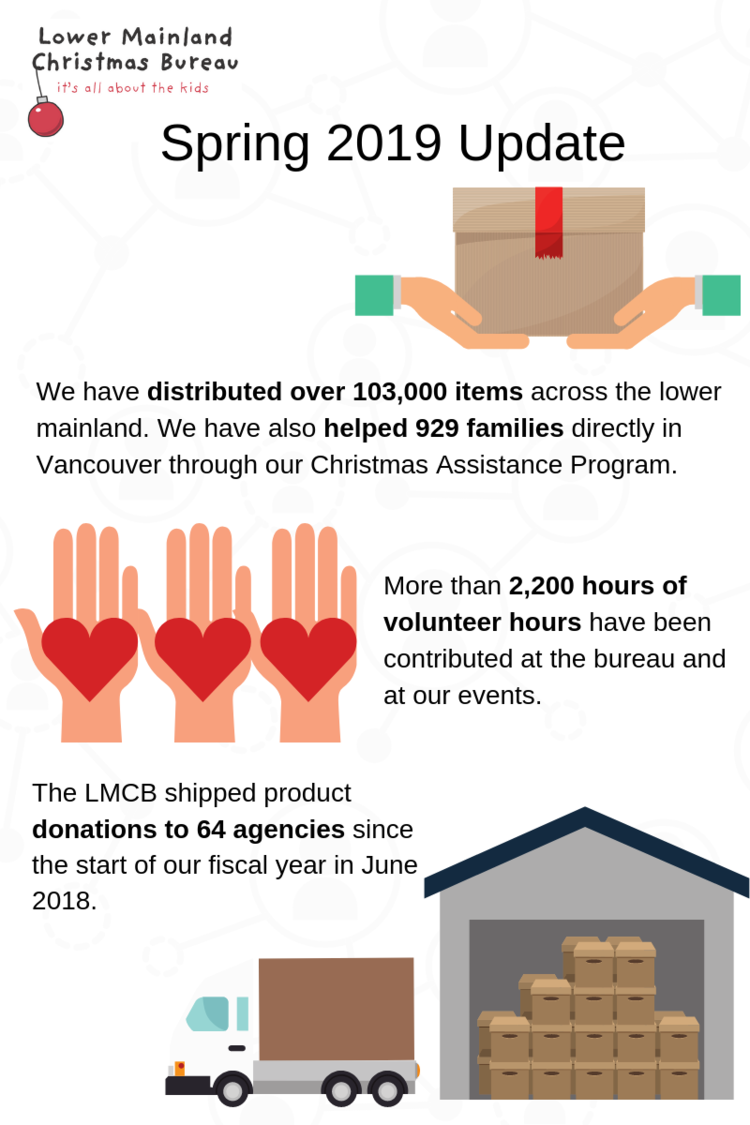 Lower Mainland
Christmas Bureau
it's all about the kids
Spring 2019 Update
We have distributed over 103,000 items across the lower
mainland. We have also helped 929 families directly in
Vancouver through our Christmas Assistance Program.
More than 2,200 hours of
volunteer hours have been
contributed at the bureau and
at our events.
The LMCB shipped product
donations to 64 agencies since
the start of our fiscal year in June
2018.